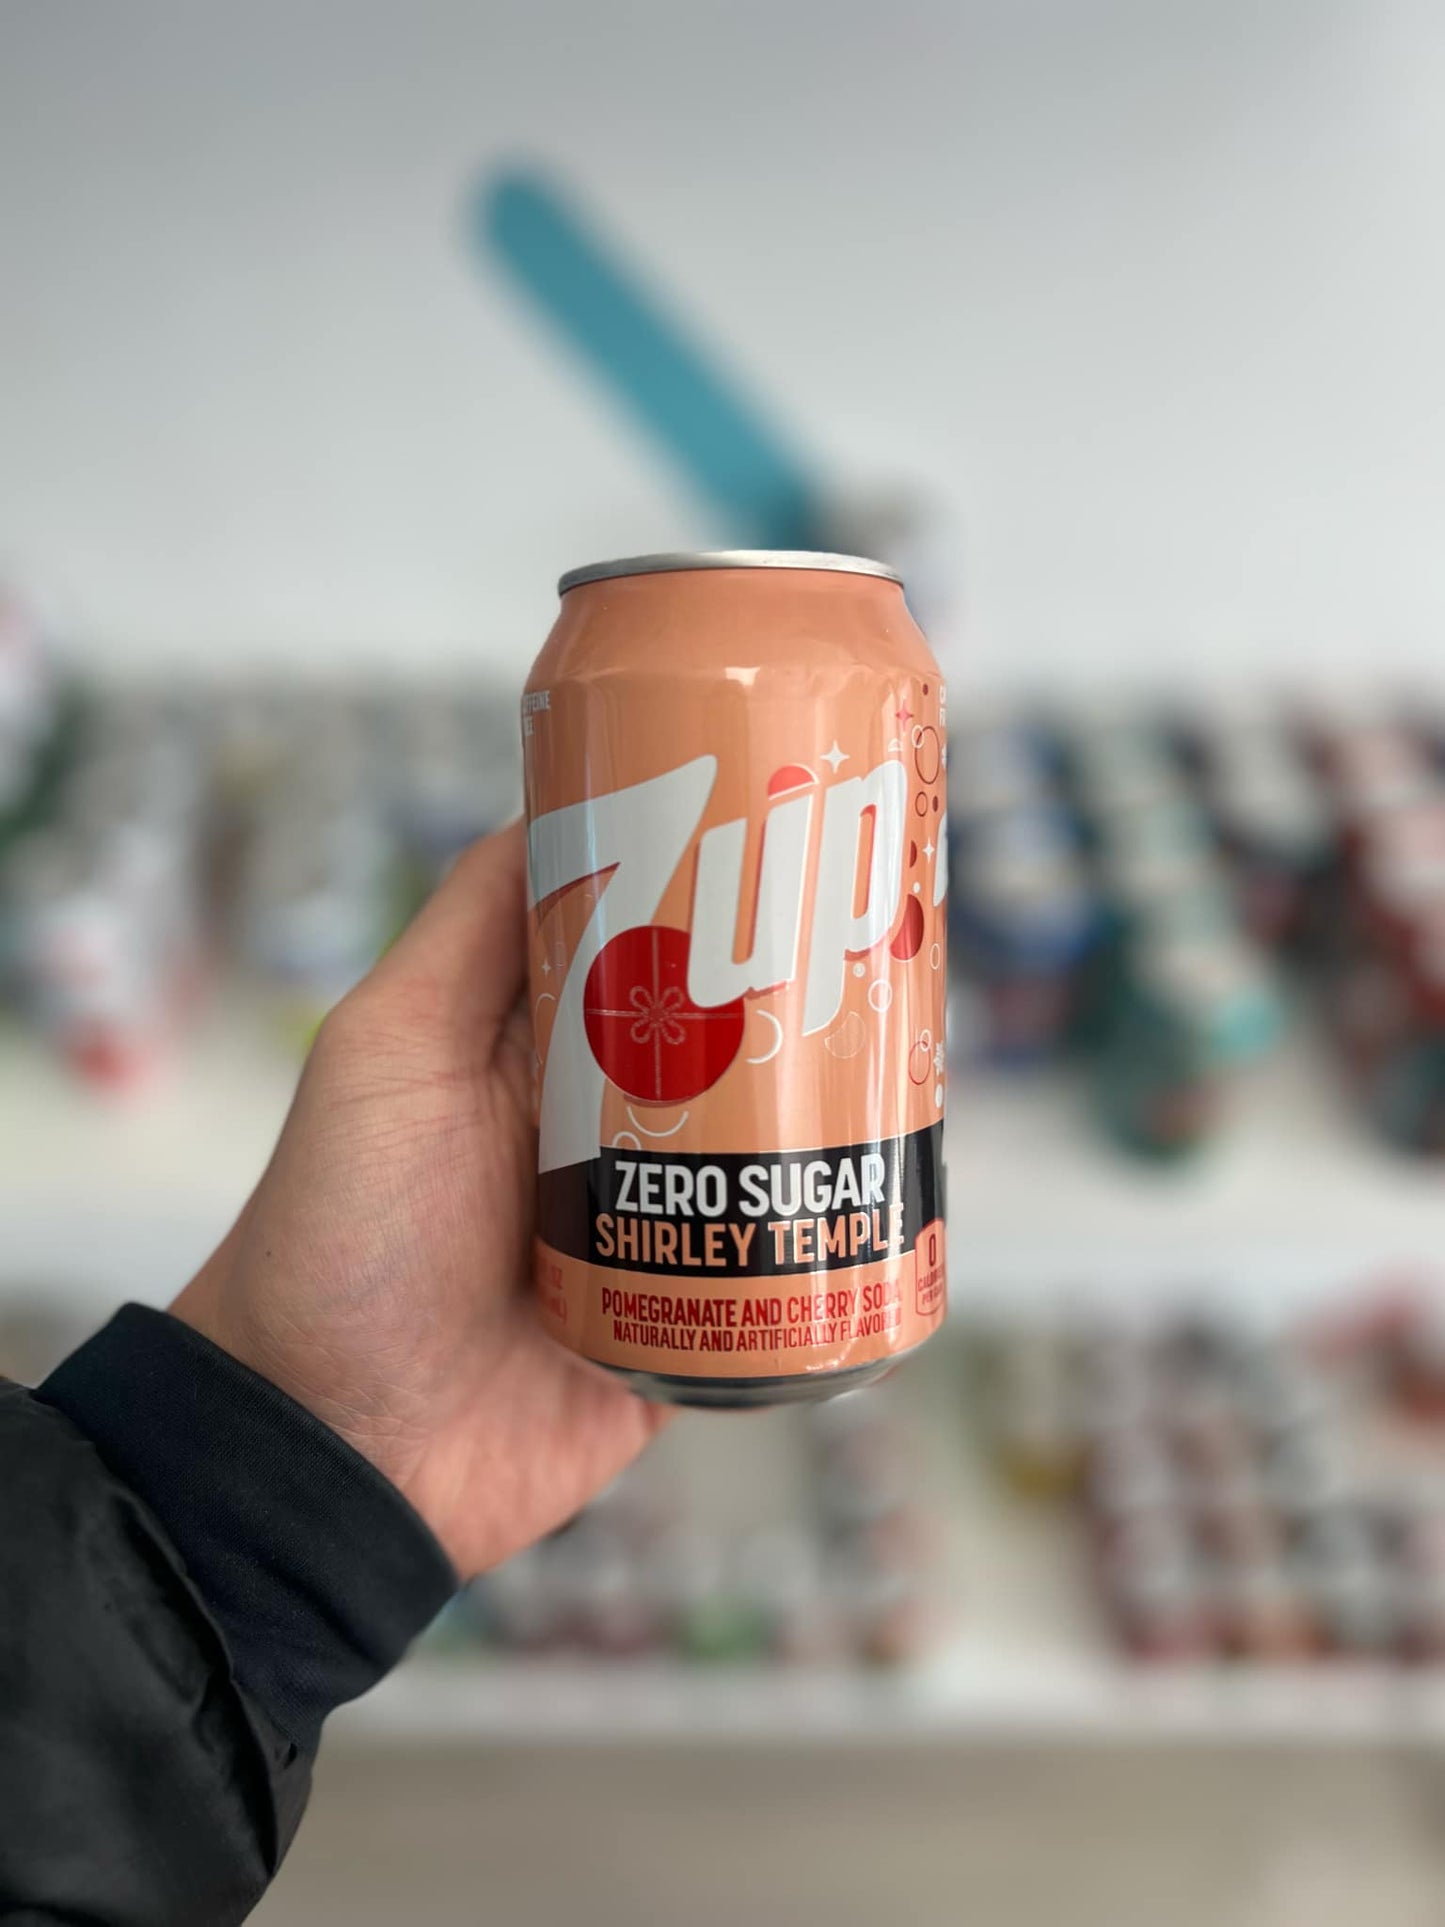 7up
ZERO SUGAR
SHIRLEY TEMPLE
0
POMEGRANATE AND CHERRY SODA
NATURALLY AND ARTIFICIALLY FLAVORED